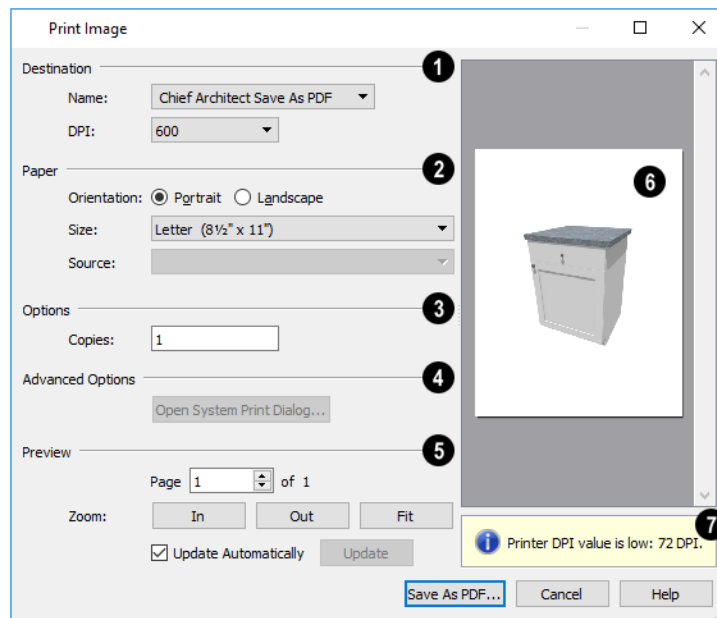 Print Image
Destination 1
Name: Chief Architect Save As PDF
DPI: 600
Paper 2
Orientation: Portrait Landscape
Size: Letter (8½" x 11")
Source:
Options 3
Copies: 1
Advanced Options 4
Open System Print Dialog...
Preview 5
Page 1 of 1
Zoom: In Out Fit
Update Automatically Update
6
7
Printer DPI value is low: 72 DPI.
Save As PDF... Cancel Help